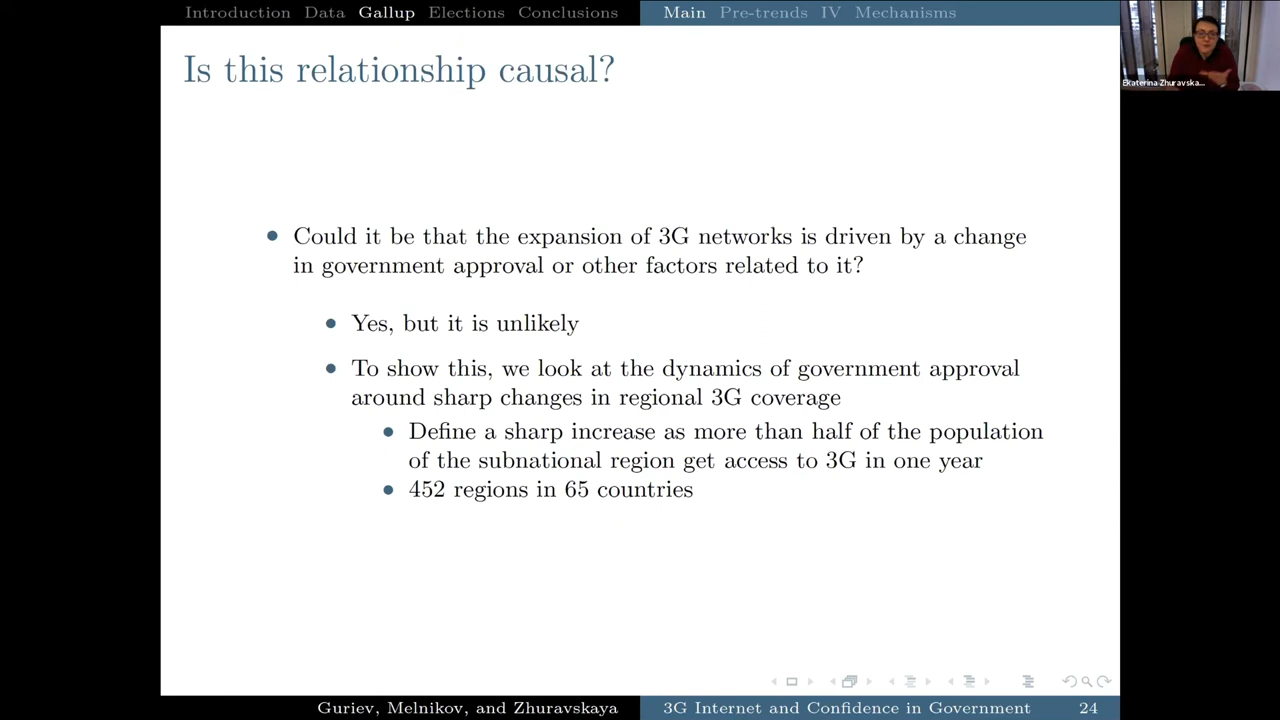 Introduction Data Gallup Elections Conclusions Main Pre-trends IV Mechanisms
Is this relationship causal?
Ekaterina Zhuravska...
• Could it be that the expansion of 3G networks is driven by a change
in government approval or other factors related to it?
• Yes, but it is unlikely
• To show this, we look at the dynamics of government approval
around sharp changes in regional 3G coverage
• Define a sharp increase as more than half of the population
of the subnational region get access to 3G in one year
• 452 regions in 65 countries
Guriev, Melnikov, and Zhuravskaya 3G Internet and Confidence in Government 24